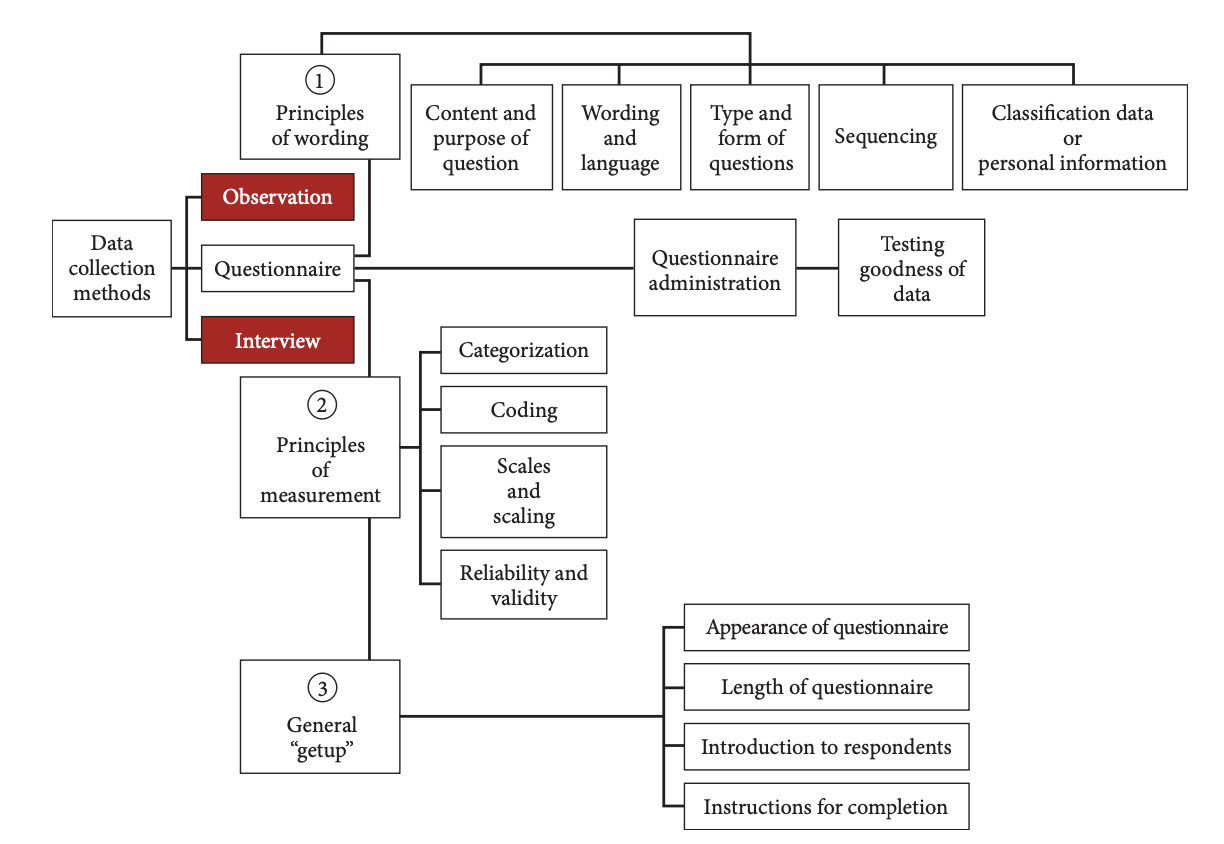 1
Principles
of wording
Content and
purpose of
question
Wording
and
language
Type and
form of
questions
Sequencing
Classification data
or
personal information
Observation
Data
collection
methods
Questionnaire
Interview
Questionnaire
administration
Testing
goodness of
data
2
Principles
of
measurement
Categorization
Coding
Scales
and
scaling
Reliability and
validity
3
General
“getup”
Appearance of questionnaire
Length of questionnaire
Introduction to respondents
Instructions for completion